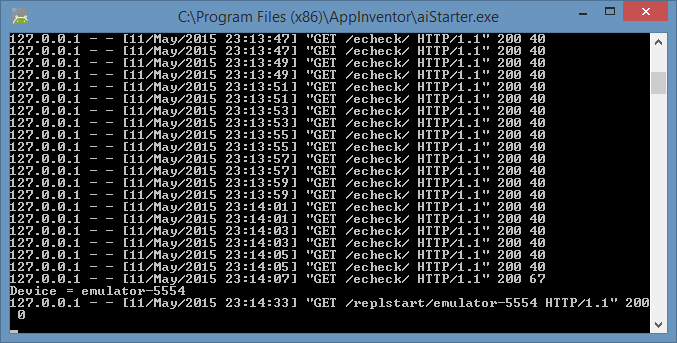 C:\Program Files (x86)\AppInventor\aiStarter.exe
127.0.0.1 - - [11/May/2015 23:13:47] "GET /echeck/ HTTP/1.1" 200 40
127.0.0.1 - - [11/May/2015 23:13:47] "GET /echeck/ HTTP/1.1" 200 40
127.0.0.1 - - [11/May/2015 23:13:49] "GET /echeck/ HTTP/1.1" 200 40
127.0.0.1 - - [11/May/2015 23:13:49] "GET /echeck/ HTTP/1.1" 200 40
127.0.0.1 - - [11/May/2015 23:13:51] "GET /echeck/ HTTP/1.1" 200 40
127.0.0.1 - - [11/May/2015 23:13:51] "GET /echeck/ HTTP/1.1" 200 40
127.0.0.1 - - [11/May/2015 23:13:53] "GET /echeck/ HTTP/1.1" 200 40
127.0.0.1 - - [11/May/2015 23:13:53] "GET /echeck/ HTTP/1.1" 200 40
127.0.0.1 - - [11/May/2015 23:13:55] "GET /echeck/ HTTP/1.1" 200 40
127.0.0.1 - - [11/May/2015 23:13:55] "GET /echeck/ HTTP/1.1" 200 40
127.0.0.1 - - [11/May/2015 23:13:57] "GET /echeck/ HTTP/1.1" 200 40
127.0.0.1 - - [11/May/2015 23:13:57] "GET /echeck/ HTTP/1.1" 200 40
127.0.0.1 - - [11/May/2015 23:13:59] "GET /echeck/ HTTP/1.1" 200 40
127.0.0.1 - - [11/May/2015 23:13:59] "GET /echeck/ HTTP/1.1" 200 40
127.0.0.1 - - [11/May/2015 23:14:01] "GET /echeck/ HTTP/1.1" 200 40
127.0.0.1 - - [11/May/2015 23:14:01] "GET /echeck/ HTTP/1.1" 200 40
127.0.0.1 - - [11/May/2015 23:14:03] "GET /echeck/ HTTP/1.1" 200 40
127.0.0.1 - - [11/May/2015 23:14:03] "GET /echeck/ HTTP/1.1" 200 40
127.0.0.1 - - [11/May/2015 23:14:05] "GET /echeck/ HTTP/1.1" 200 40
127.0.0.1 - - [11/May/2015 23:14:05] "GET /echeck/ HTTP/1.1" 200 40
127.0.0.1 - - [11/May/2015 23:14:07] "GET /echeck/ HTTP/1.1" 200 67
Device = emulator-5554
127.0.0.1 - - [11/May/2015 23:14:33] "GET /replstart/emulator-5554 HTTP/1.1" 200
 0